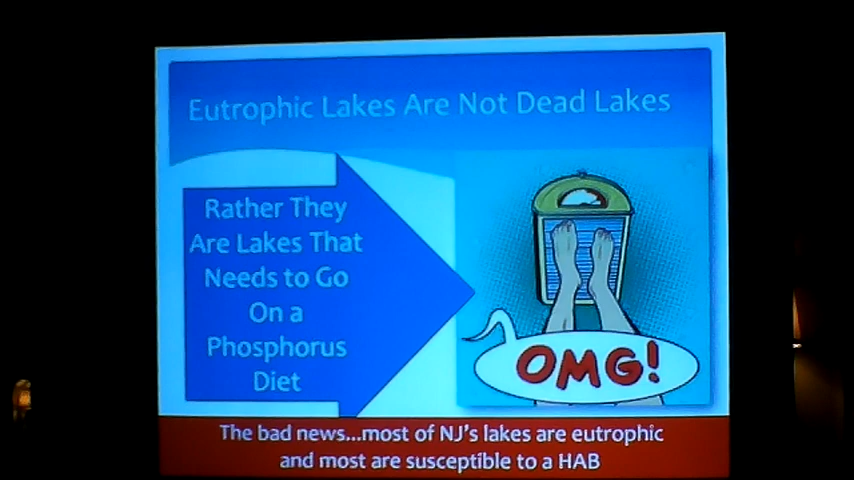 Eutrophic Lakes Are Not Dead Lakes
Rather They
Are Lakes That
Needs to Go
On a
Phosphorus
Diet
OMG!
The bad news...most of NJ's lakes are eutrophic
and most are susceptible to a HAB